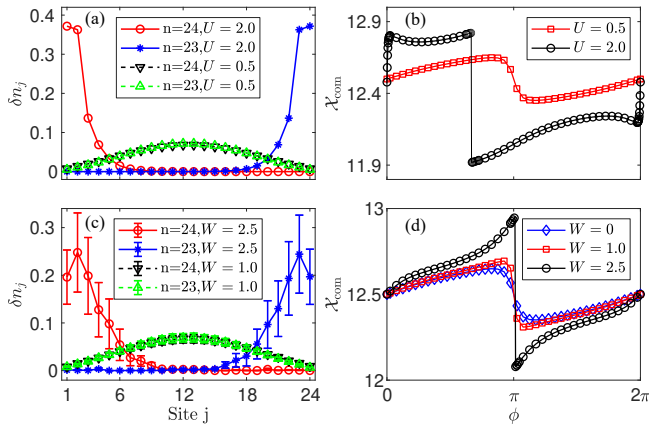 (a)
n=24,U = 2.0
n=23,U = 2.0
n=24,U = 0.5
n=23,U = 0.5
δn_j
0.4
0.3
0.2
0.1
0
(b)
U = 0.5
U = 2.0
𝒳_com
12.9
12.4
11.9
(c)
n=24,W = 2.5
n=23,W = 2.5
n=24,W = 1.0
n=23,W = 1.0
δn_j
0.3
0.2
0.1
0
1 6 12 18 24
Site j
(d)
W = 0
W = 1.0
W = 2.5
𝒳_com
13
12.5
12
0 π 2π
ϕ